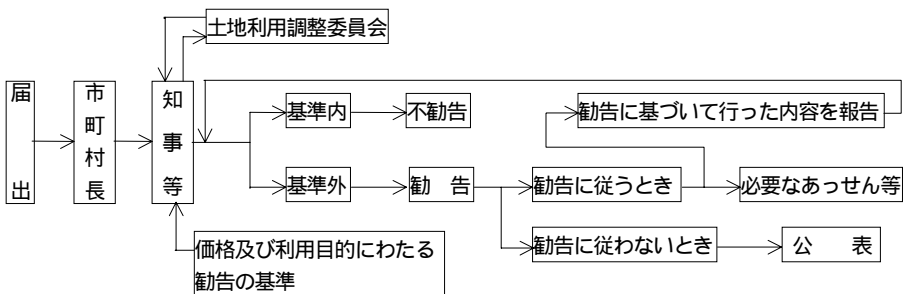 土地利用調整委員会
届出
市町村長
知事等
基準内
不勧告
勧告に基づいて行った内容を報告
基準外
勧 告
勧告に従うとき
必要なあっせん等
価格及び利用目的にわたる
勧告の基準
勧告に従わないとき
公 表